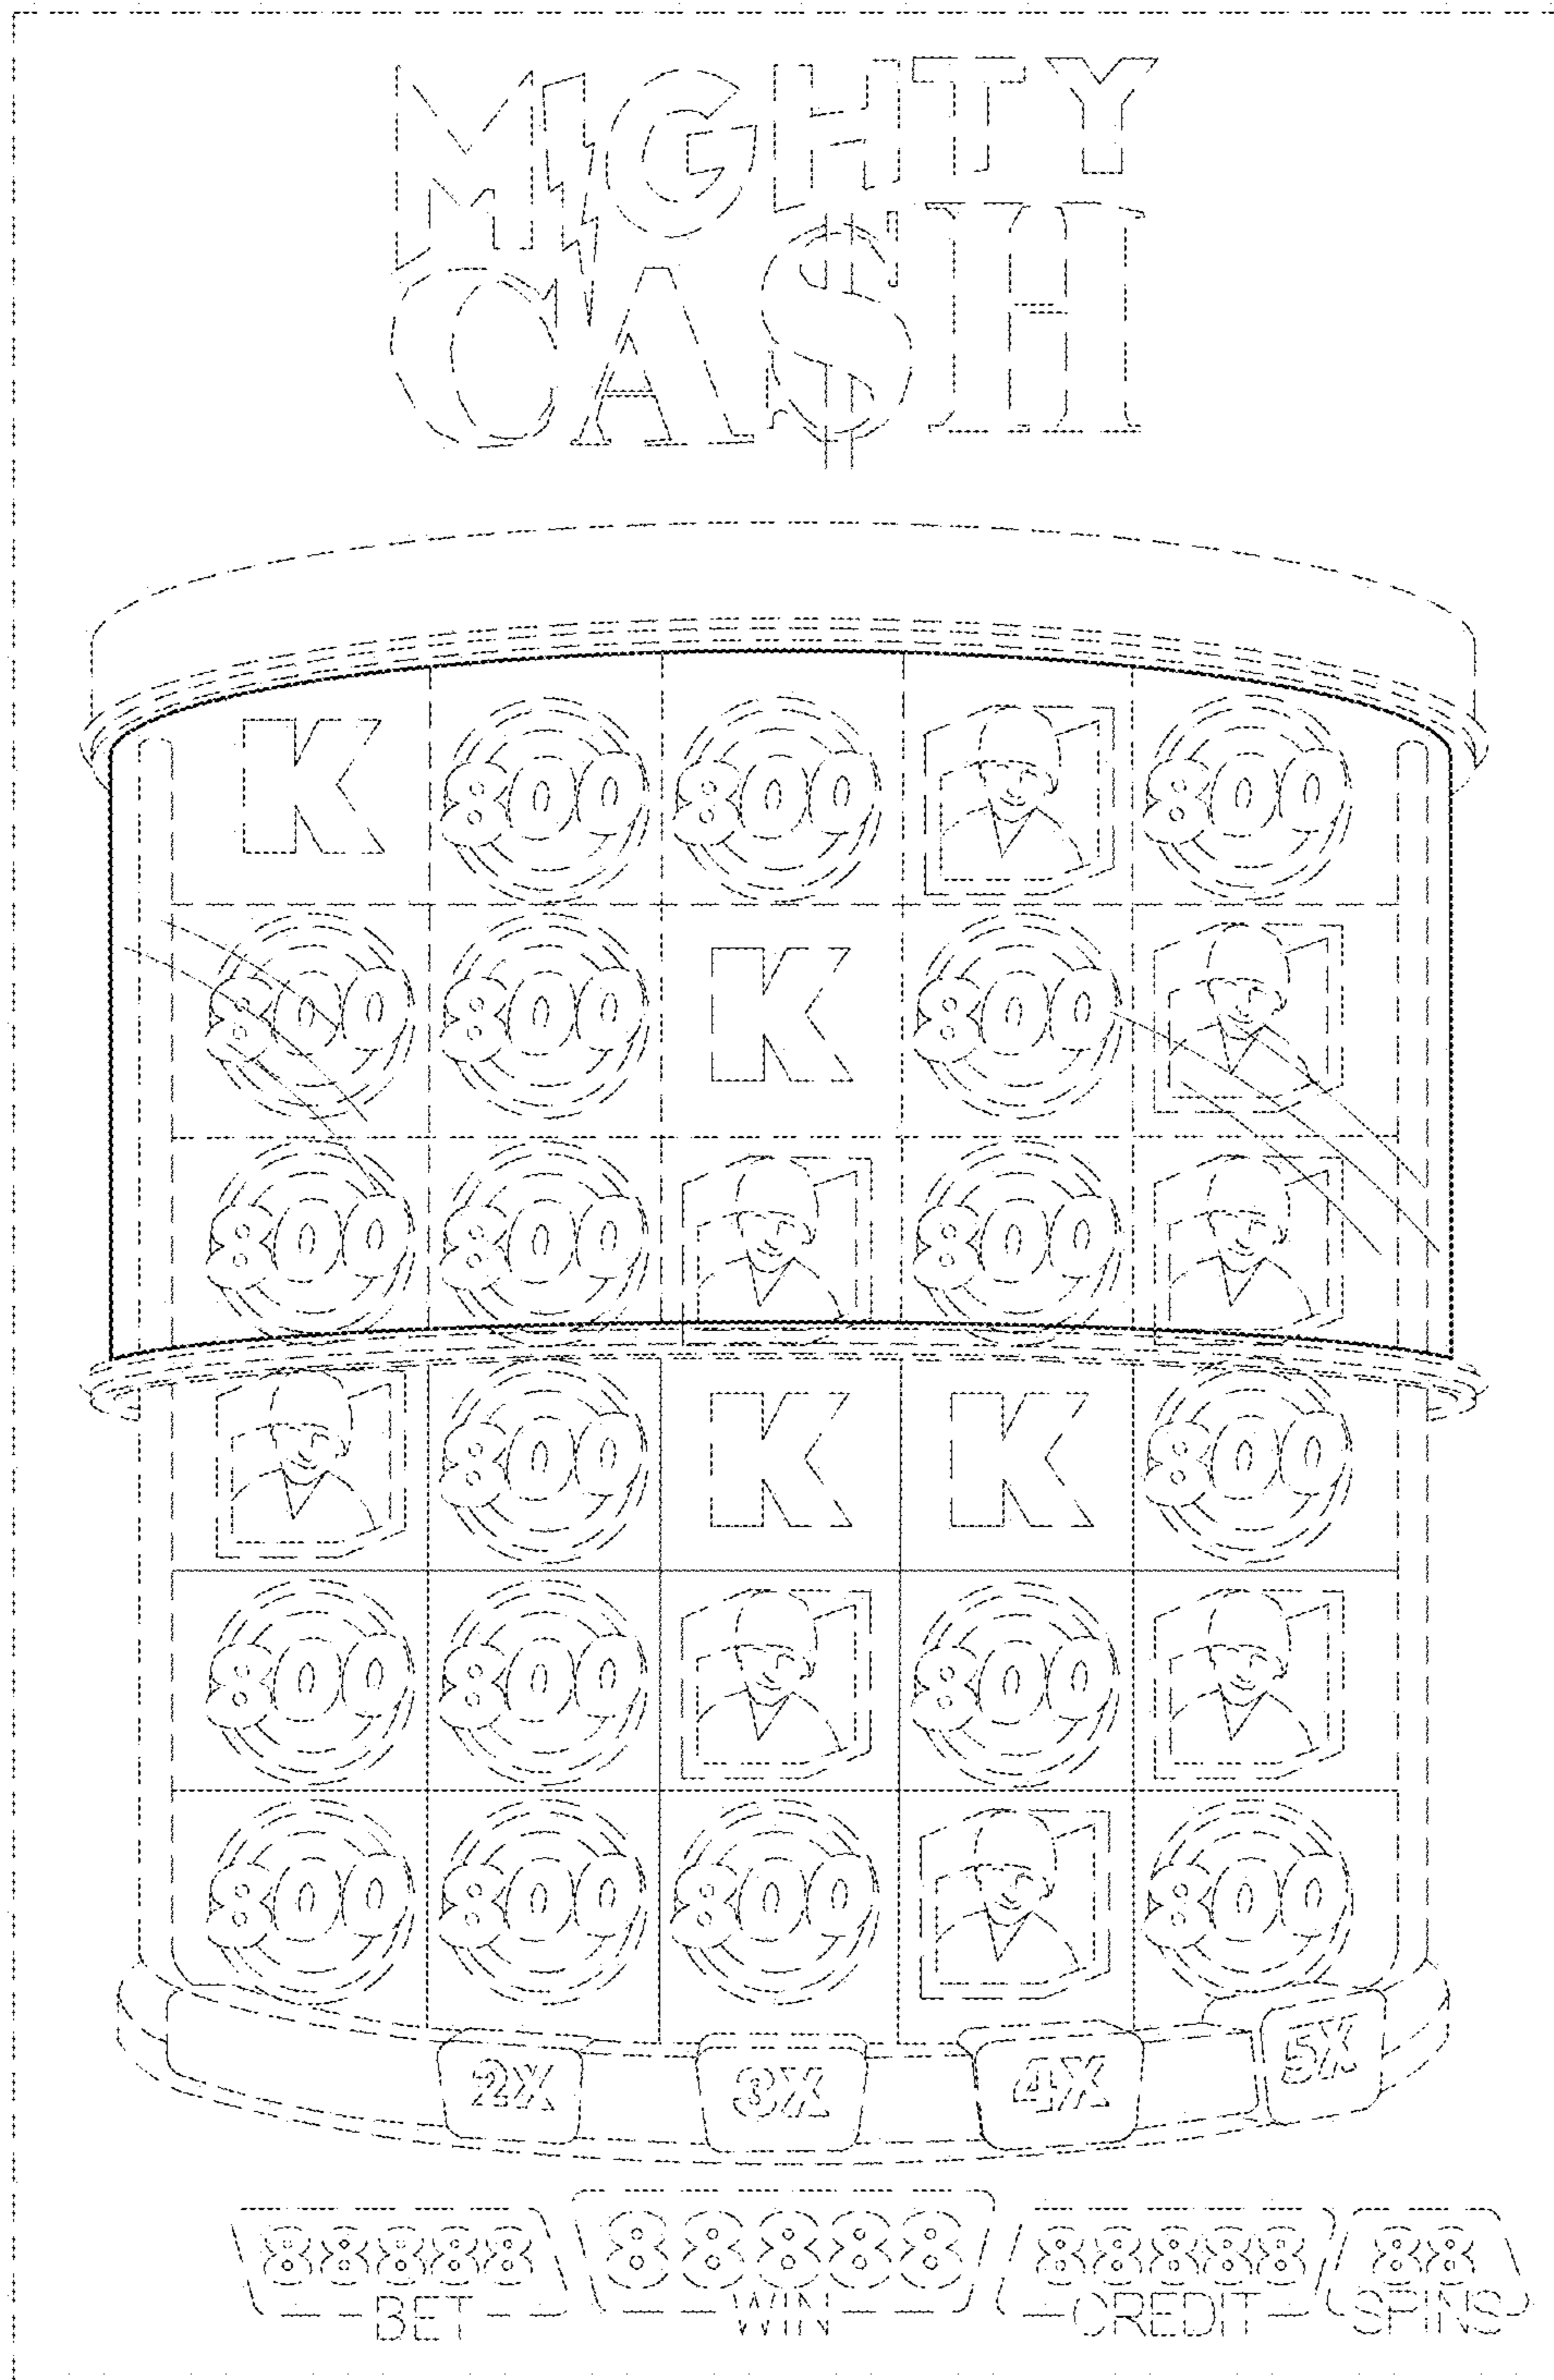 MIGHTY
CA$H
K 800 800 800
800 800 K 800
800 800 800
800 K K 800
800 800 800
800 800 800 800
2X 3X 4X 5X
88888 88888 88888 88
BET WIN CREDIT SPINS